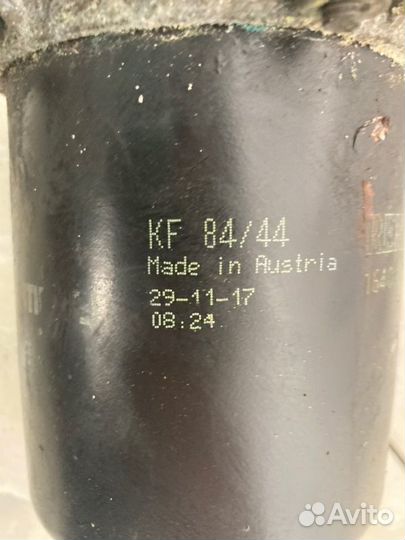 KF 84/44
Made in Austria
29-11-17
08:24
Avito